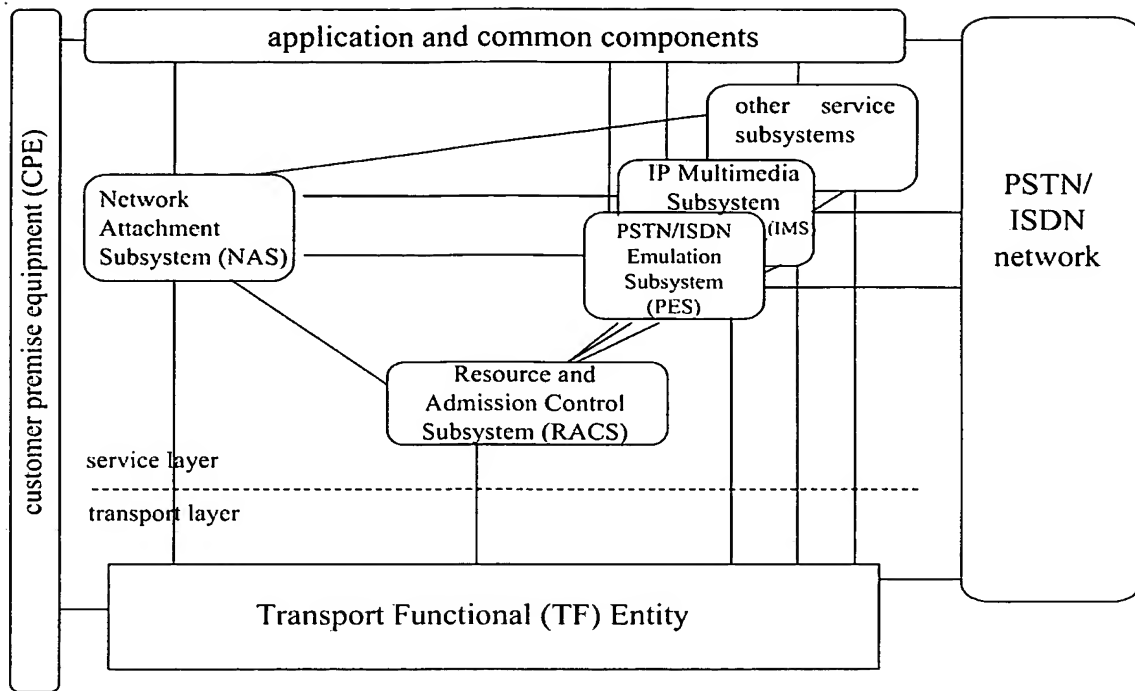 application and common components
customer premise equipment (CPE)
other service
subsystems
IP Multimedia
Subsystem
(IMS)
PSTN/ISDN
Emulation
Subsystem
(PES)
Network
Attachment
Subsystem (NAS)
PSTN/
ISDN
network
Resource and
Admission Control
Subsystem (RACS)
service layer
transport layer
Transport Functional (TF) Entity